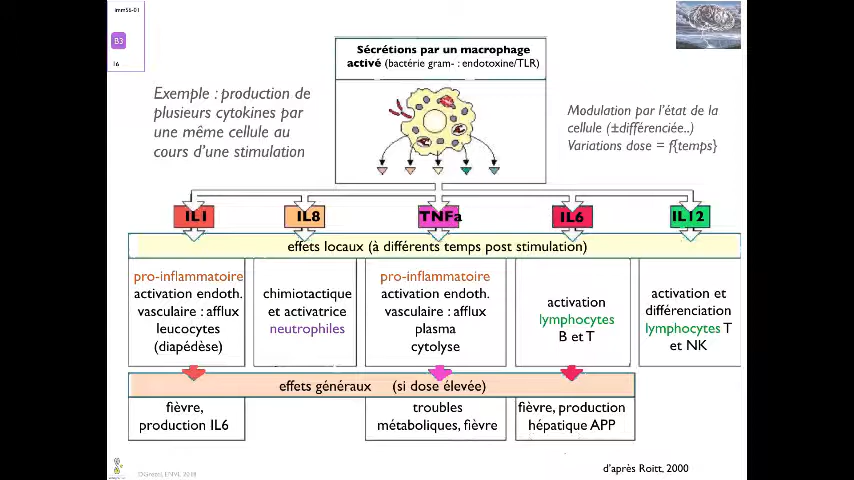 imm56-01
B3
16
Sécrétions par un macrophage
activé (bactérie gram- : endotoxine/TLR)
Exemple : production de
plusieurs cytokines par
une même cellule au
cours d'une stimulation
Modulation par l'état de la
cellule (±différenciée..)
Variations dose = f{temps}
IL1
IL8
TNFa
IL6
IL12
effets locaux (à différents temps post stimulation)
pro-inflammatoire
activation endoth.
vasculaire : afflux
leucocytes
(diapédèse)
chimiotactique
et activatrice
neutrophiles
pro-inflammatoire
activation endoth.
vasculaire : afflux
plasma
cytolyse
activation
lymphocytes
B et T
activation et
différenciation
lymphocytes T
et NK
effets généraux (si dose élevée)
fièvre,
production IL6
troubles
métaboliques, fièvre
fièvre, production
hépatique APP
d'après Roitt, 2000